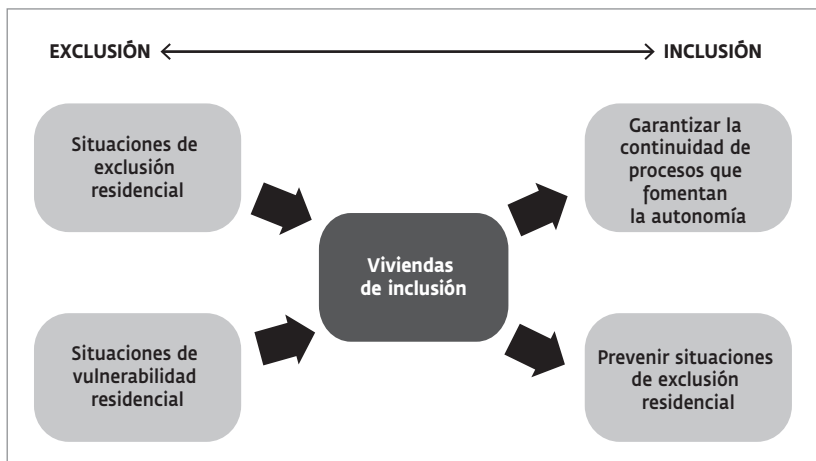 EXCLUSIÓN
INCLUSIÓN
Situaciones de
exclusión
residencial
Garantizar la
continuidad de
procesos que
fomentan
la autonomía
Viviendas
de inclusión
Situaciones de
vulnerabilidad
residencial
Prevenir situaciones
de exclusión
residencial